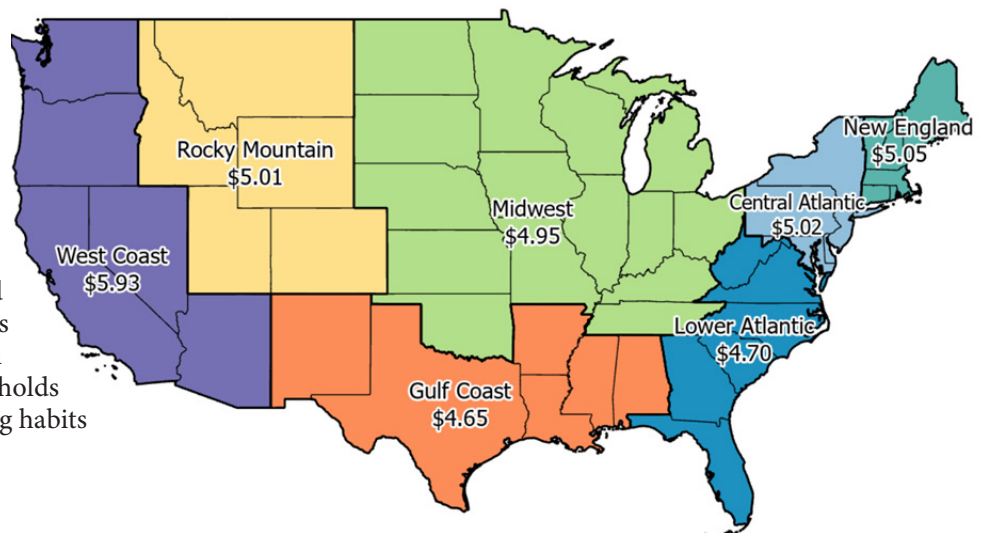 New England
$5.05
Rocky Mountain
$5.01
Midwest
$4.95
Central Atlantic
$5.02
West Coast
$5.93
Lower Atlantic
$4.70
Gulf Coast
$4.65
holds
g habits